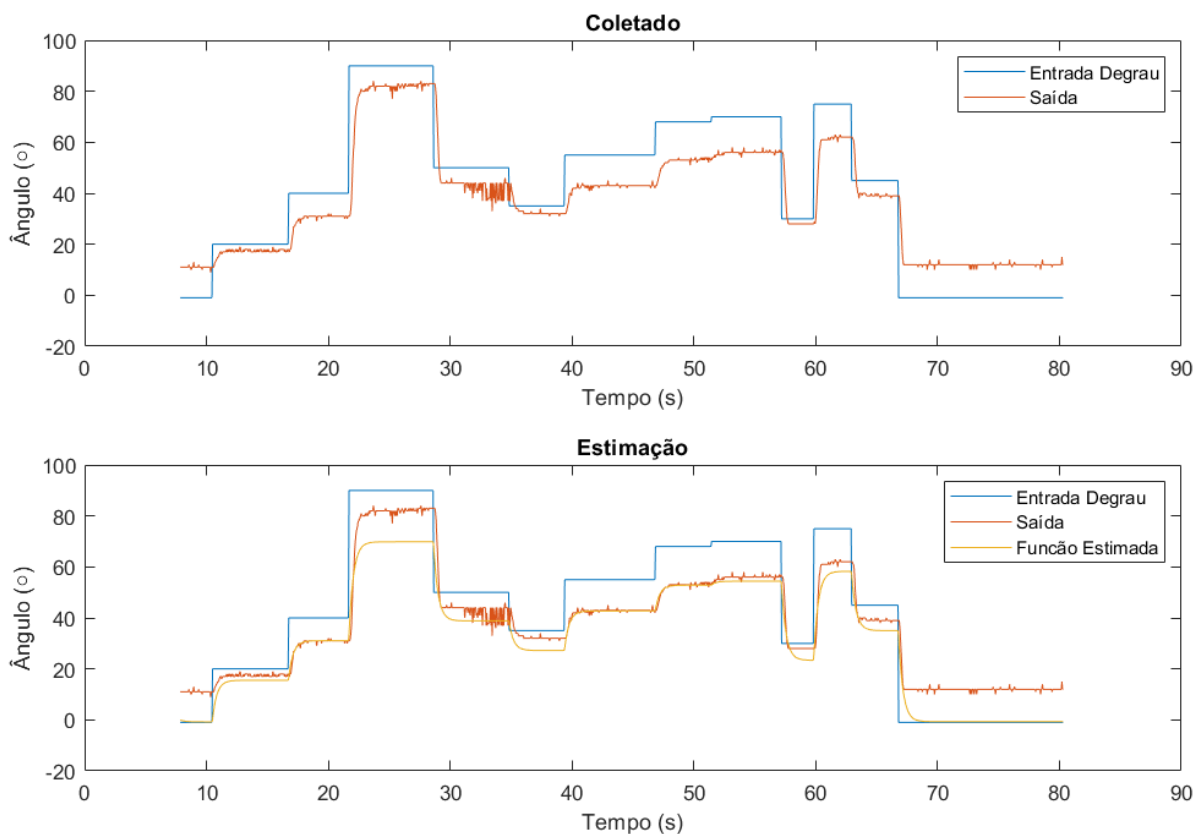 Coletado
100
80
60
40
20
0
-20
Ângulo (○)
Entrada Degrau
Saída
0 10 20 30 40 50 60 70 80 90
Tempo (s)
Estimação
100
80
60
40
20
0
-20
Ângulo (○)
Entrada Degrau
Saída
Funcão Estimada
0 10 20 30 40 50 60 70 80 90
Tempo (s)